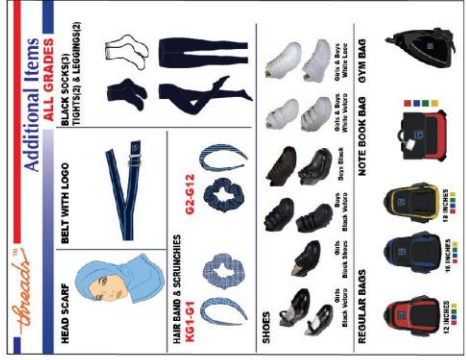 threads™
Additional Items
ALL GRADES
HEAD SCARF
BELT WITH LOGO
BLACK SOCKS(3)
TIGHTS(2) & LEGGINGS(2)
HAIR BAND & SCRUNCHIES
KG1-G1
G2-G12
SHOES
Girls
Black Velcro
Girls
Black Shoes
Boys
Black Velcro
Boys Black
Girls & Boys
White Velcro
Girls & Boys
White Lace
REGULAR BAGS
NOTE BOOK BAG
GYM BAG
12 INCHES
16 INCHES
18 INCHES